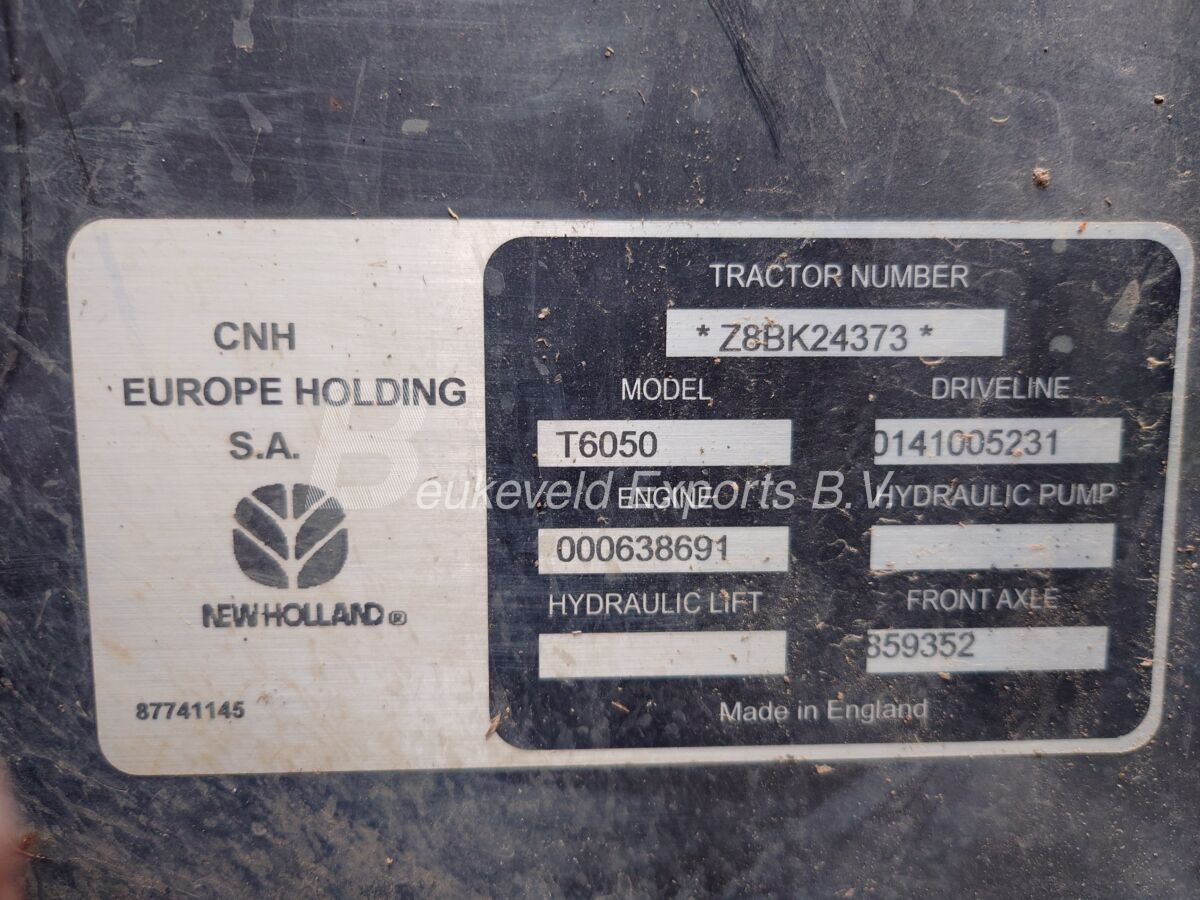 CNH
EUROPE HOLDING
S.A.
NEW HOLLAND ®
87741145
TRACTOR NUMBER
* Z8BK24373 *
MODEL
T6050
DRIVELINE
0141005231
ENGINE
000638691
HYDRAULIC PUMP
HYDRAULIC LIFT
FRONT AXLE
859352
Made in England
Beukeveld Exports B.V.